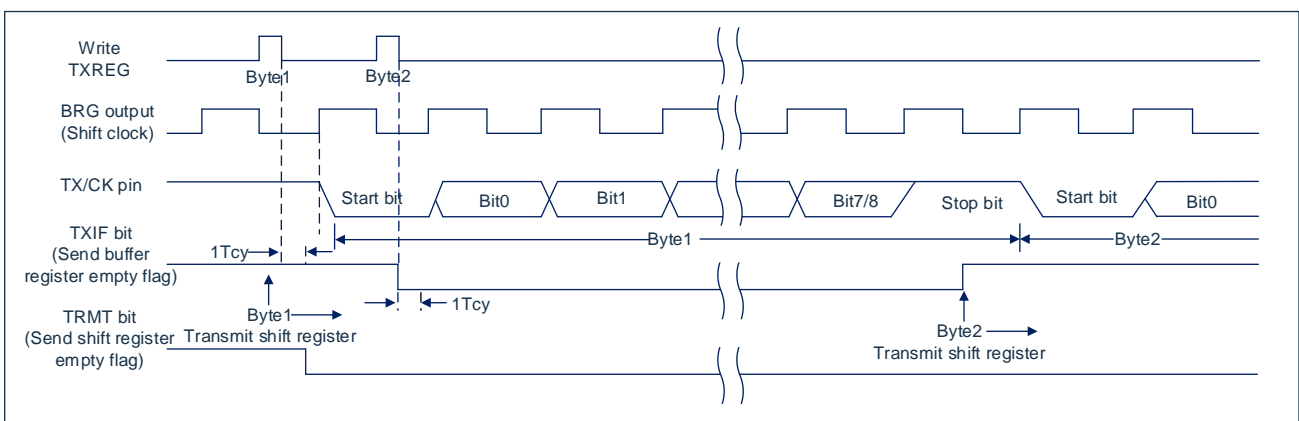 Write
TXREG
Byte1
Byte2
BRG output
(Shift clock)
TX/CK pin
Start bit
Bit0
Bit1
Bit7/8
Stop bit
Start bit
Bit0
TXIF bit
(Send buffer
register empty flag)
1Tcy
Byte1
Byte2
1Tcy
Byte1
Transmit shift register
Byte2
Transmit shift register
TRMT bit
(Send shift register
empty flag)